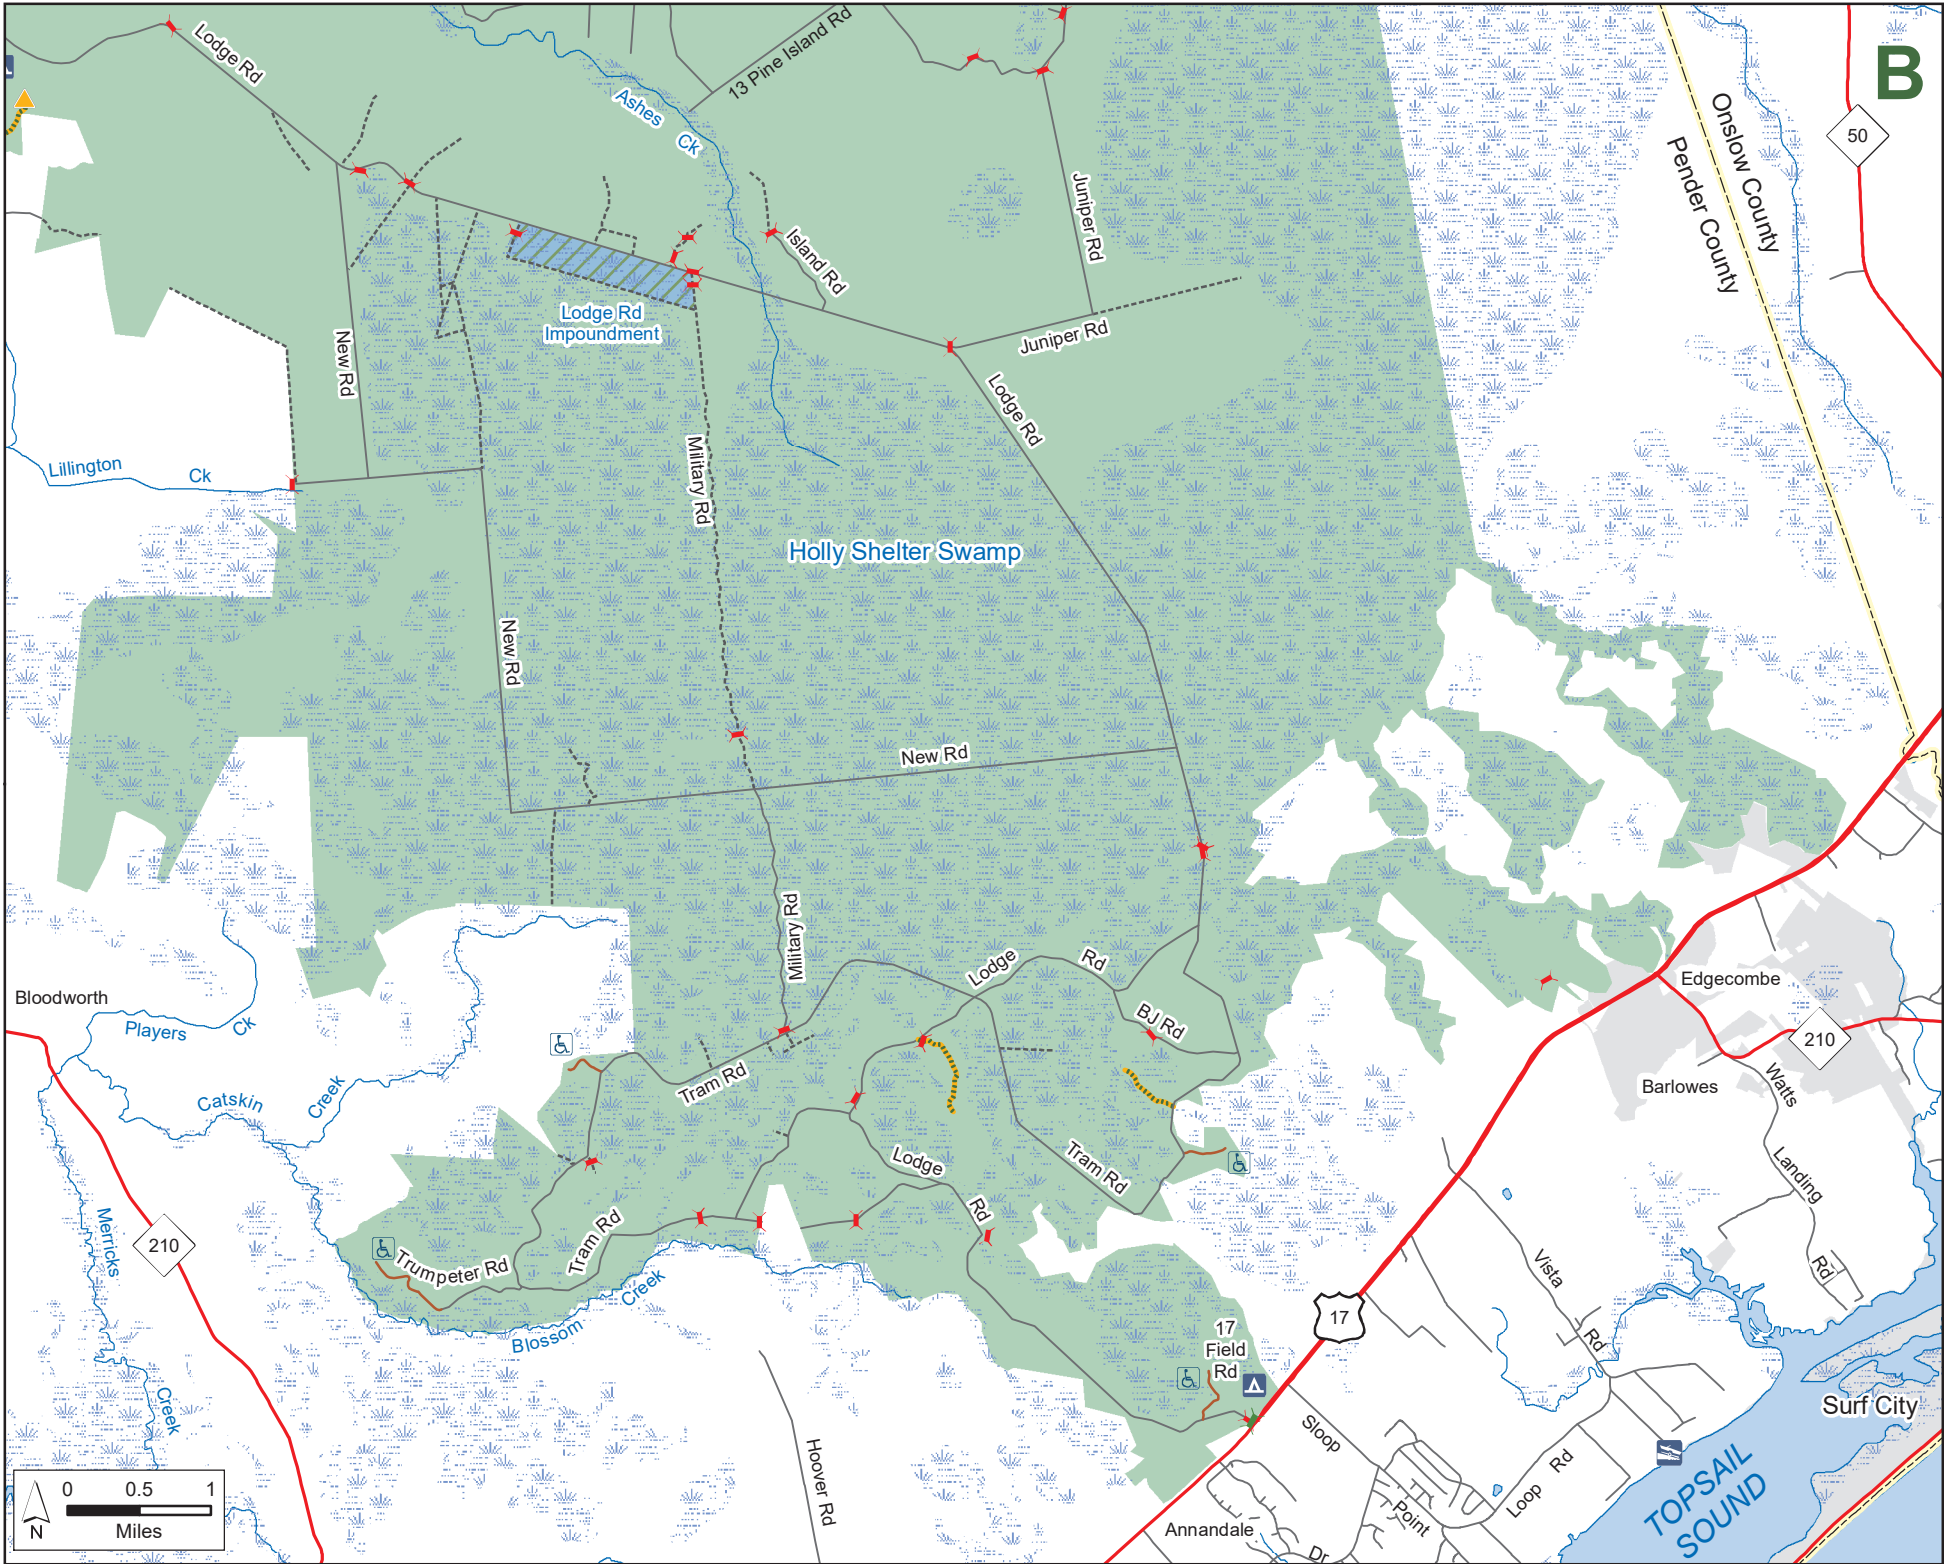 B
Lodge Rd
13 Pine Island Rd
Ashes
Ck
Onslow County
Pender County
50
Juniper Rd
Island Rd
Lodge Rd
Impoundment
Juniper Rd
New Rd
Lodge Rd
Military Rd
Lillington
Ck
Holly Shelter Swamp
New Rd
New Rd
Military Rd
Lodge
Rd
Edgecombe
Bloodworth
Players
Ck
BJ Rd
210
Tram Rd
Barlowes
Watts
Landing
Rd
Catskin
Creek
Lodge
Rd
Tram Rd
Merricks
Creek
210
Trumpeter Rd
Tram Rd
Blossom
Creek
Vista
Rd
17
17
Field
Rd
Surf City
Sloop
Point
Loop
Rd
Hoover Rd
TOPSAIL
SOUND
Annandale
Dr
0 0.5 1
Miles
N